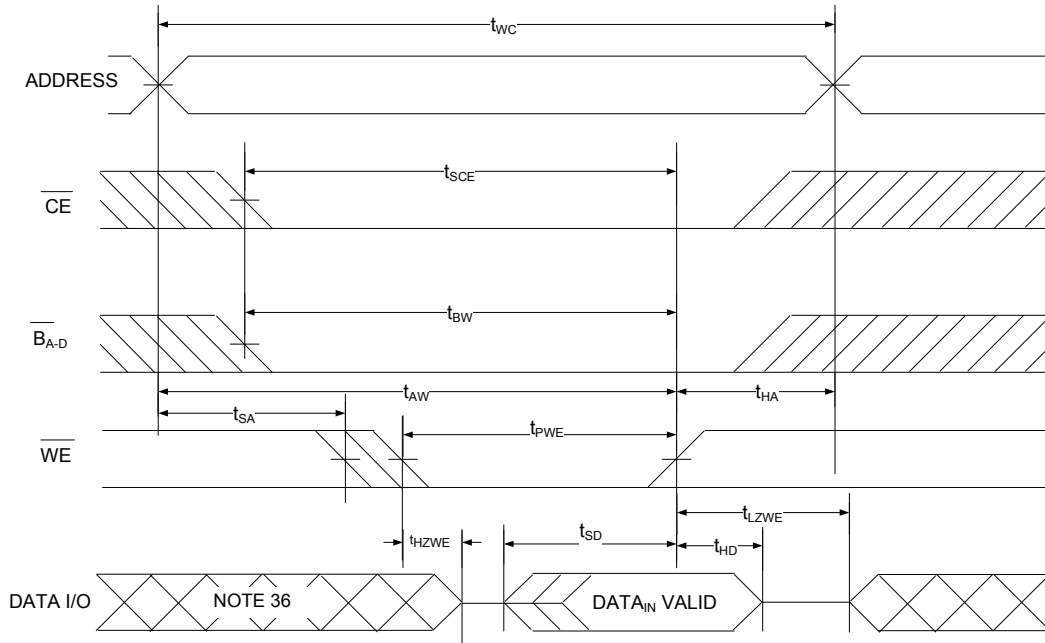 tWC
ADDRESS
tSCE
CE
tBW
BA-D
tAW
tHA
tSA
tPWE
WE
tLZWE
tHZWE
tSD
tHD
DATA I/O
NOTE 36
DATAIN VALID